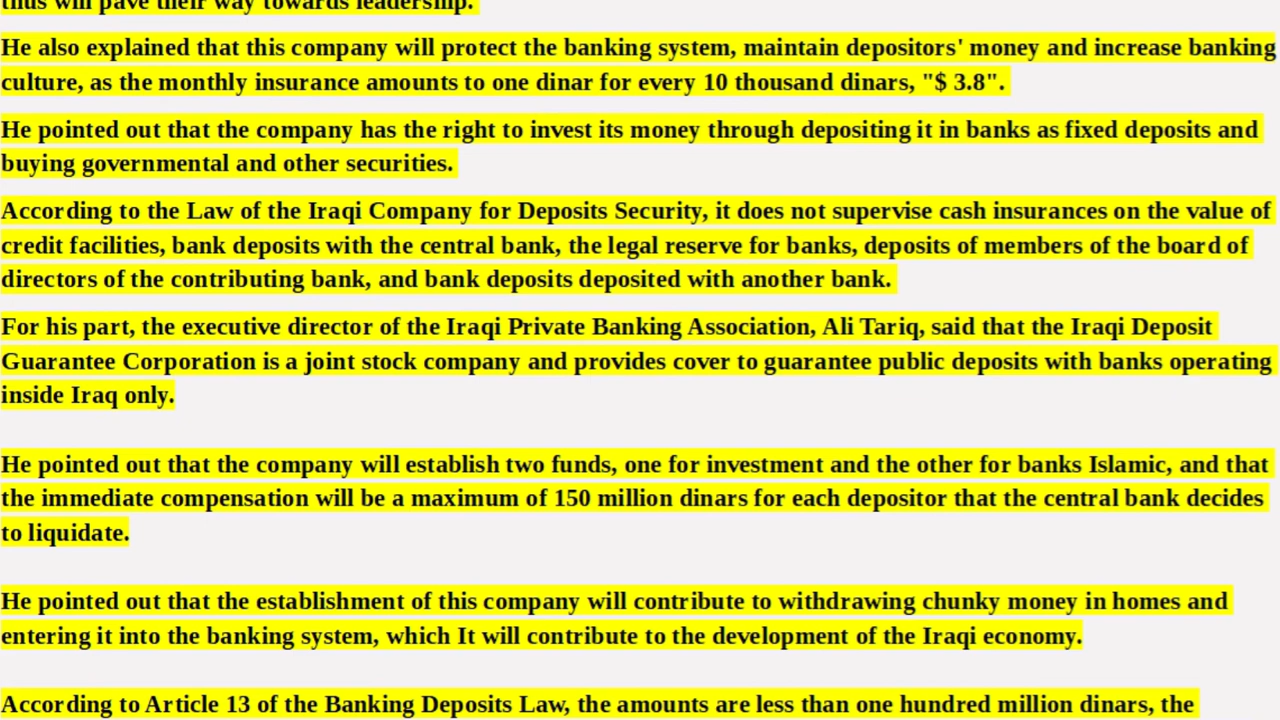 thus will pave their way towards leadership.
He also explained that this company will protect the banking system, maintain depositors' money and increase banking
culture, as the monthly insurance amounts to one dinar for every 10 thousand dinars, "$ 3.8".
He pointed out that the company has the right to invest its money through depositing it in banks as fixed deposits and
buying governmental and other securities.
According to the Law of the Iraqi Company for Deposits Security, it does not supervise cash insurances on the value of
credit facilities, bank deposits with the central bank, the legal reserve for banks, deposits of members of the board of
directors of the contributing bank, and bank deposits deposited with another bank.
For his part, the executive director of the Iraqi Private Banking Association, Ali Tariq, said that the Iraqi Deposit
Guarantee Corporation is a joint stock company and provides cover to guarantee public deposits with banks operating
inside Iraq only.
He pointed out that the company will establish two funds, one for investment and the other for banks Islamic, and that
the immediate compensation will be a maximum of 150 million dinars for each depositor that the central bank decides
to liquidate.
He pointed out that the establishment of this company will contribute to withdrawing chunky money in homes and
entering it into the banking system, which It will contribute to the development of the Iraqi economy.
According to Article 13 of the Banking Deposits Law, the amounts are less than one hundred million dinars, the